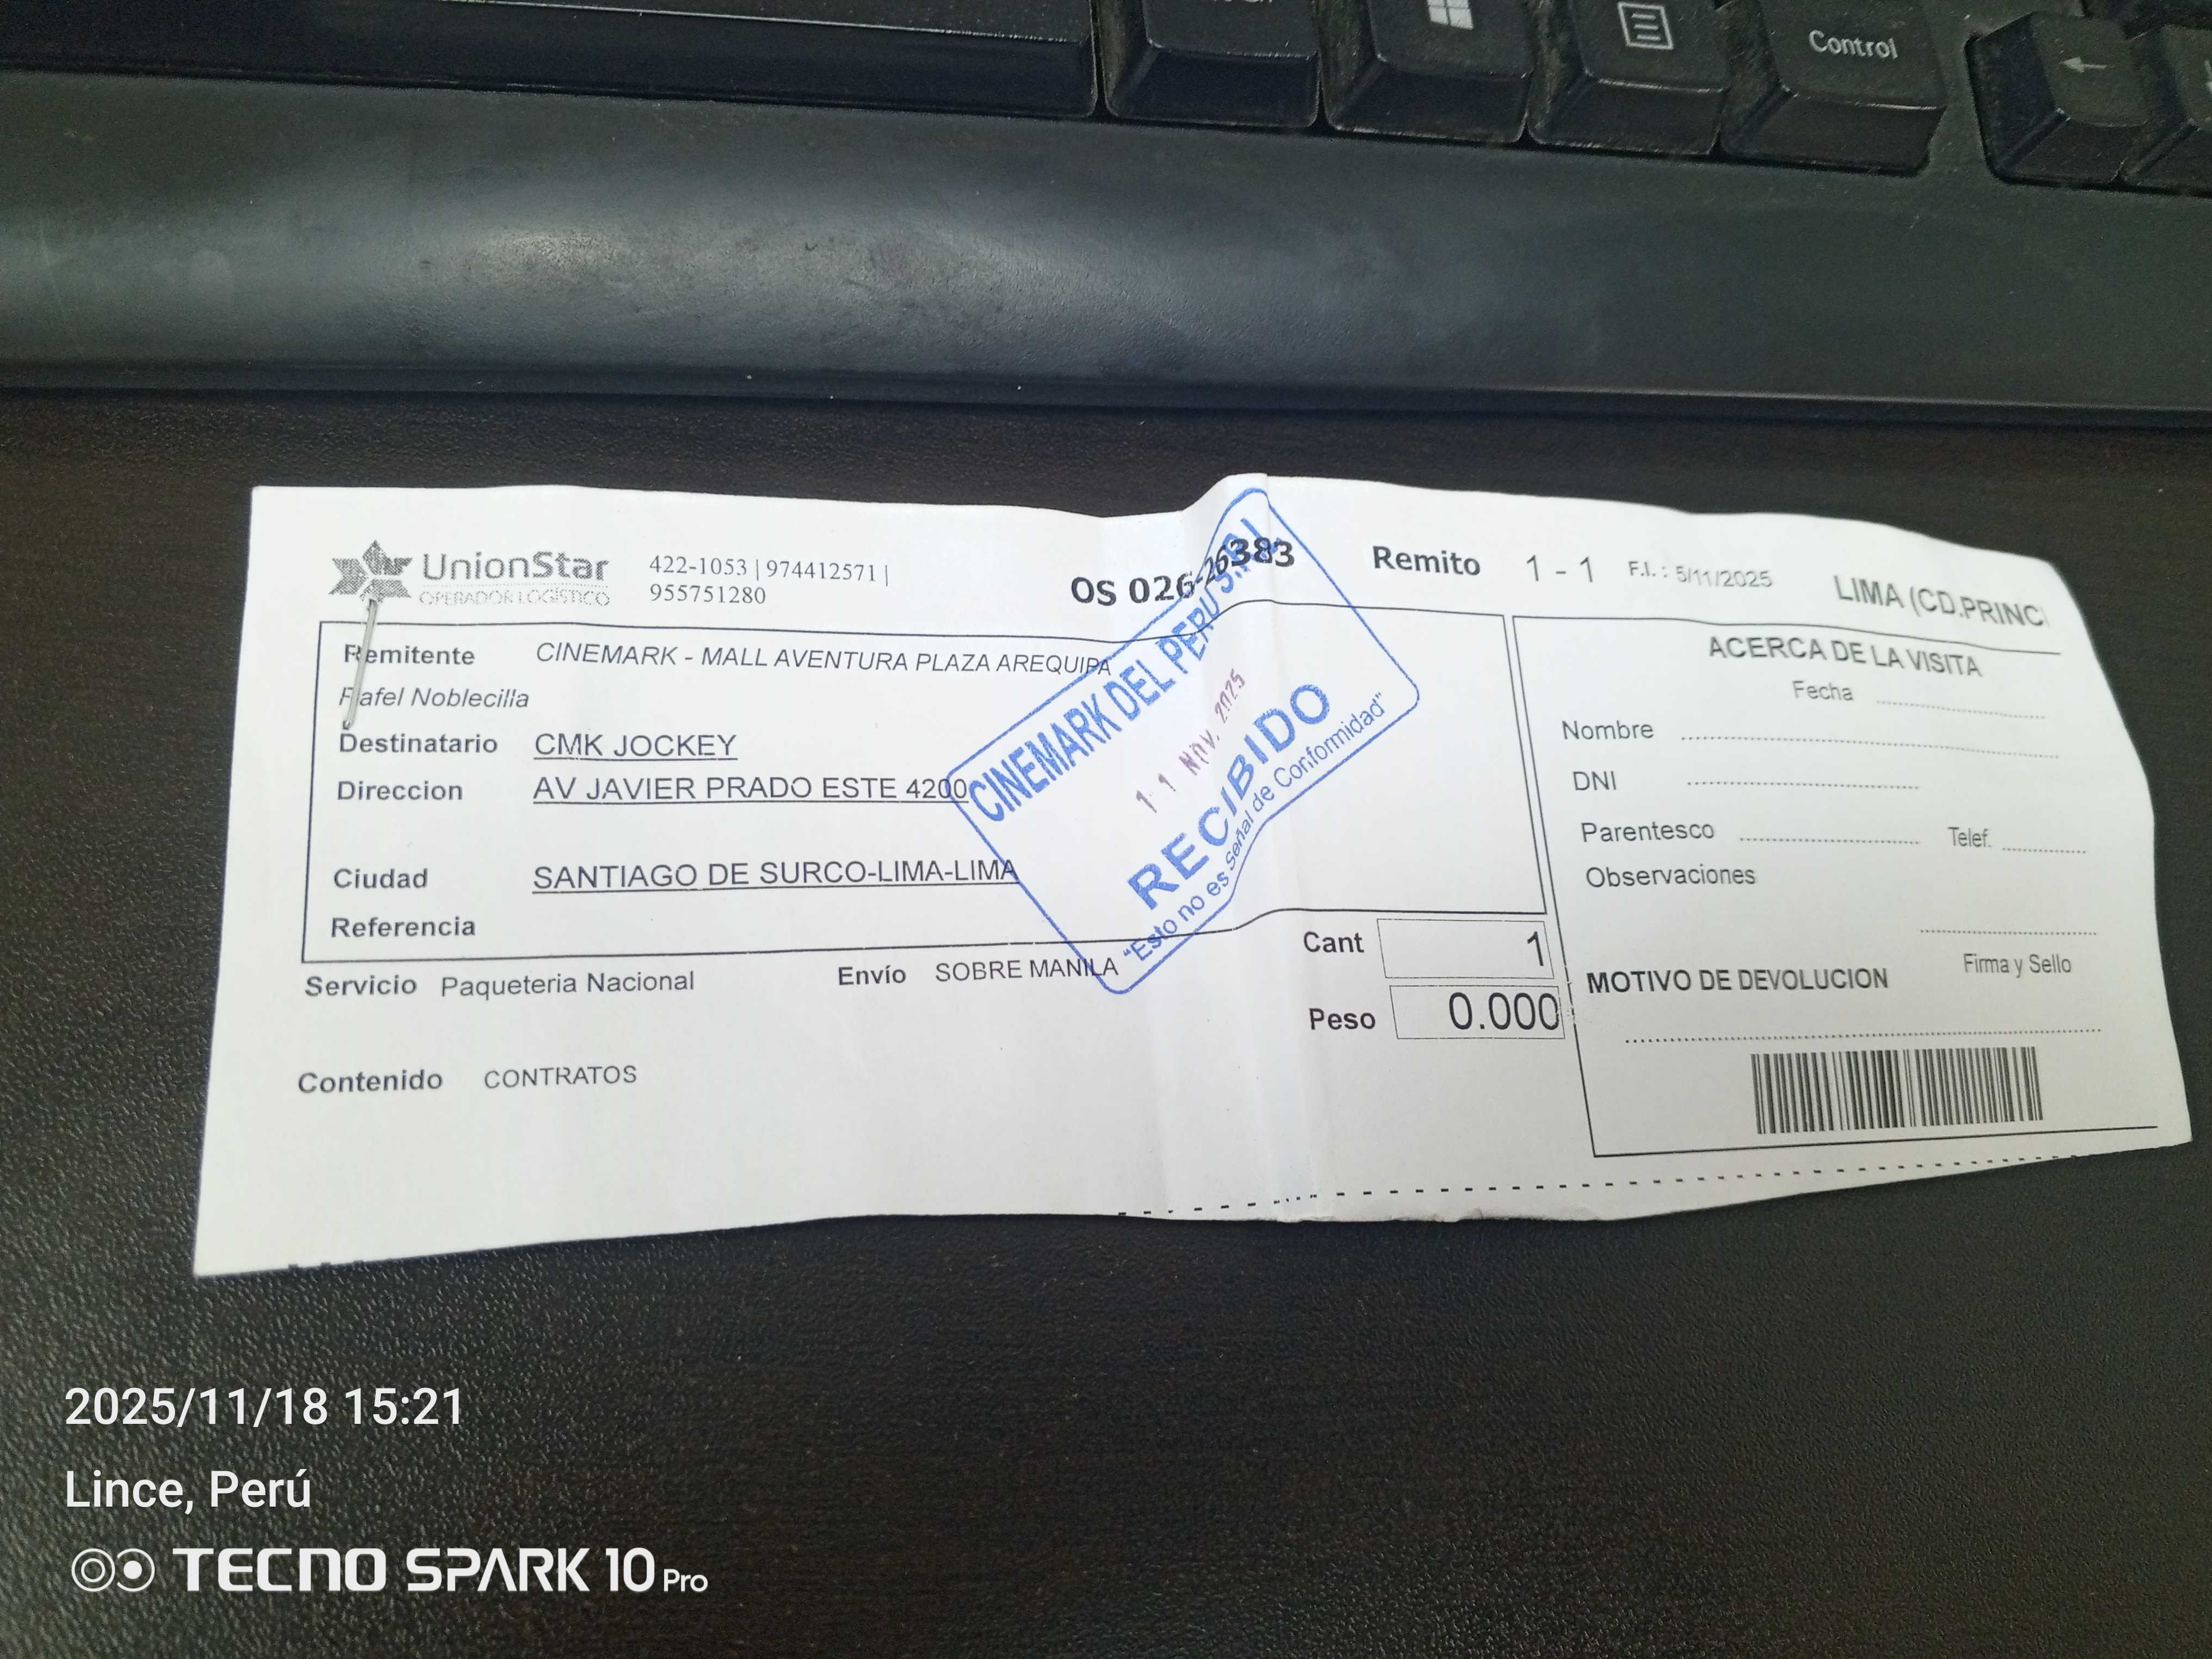 Control
UnionStar
OPERADOR LOGÍSTICO
422-1053 | 974412571 |
955751280
OS 026-26383
Remito 1 - 1 F.I. : 5/11/2025 LIMA (CD.PRINC
Remitente CINEMARK - MALL AVENTURA PLAZA AREQUIPA
Rafel Noblecilla
Destinatario CMK JOCKEY
Direccion AV JAVIER PRADO ESTE 4200
Ciudad SANTIAGO DE SURCO-LIMA-LIMA
Referencia
Servicio Paqueteria Nacional Envío SOBRE MANILA
Cant 1
Peso 0.000
Contenido CONTRATOS
CINEMARK DEL PERU S.R.L
11 NOV. 2025
RECIBIDO
"Esto no es Señal de Conformidad"
ACERCA DE LA VISITA
Fecha
Nombre
DNI
Parentesco Telef.
Observaciones
Firma y Sello
MOTIVO DE DEVOLUCION
2025/11/18 15:21
Lince, Perú
TECNO SPARK 10 Pro